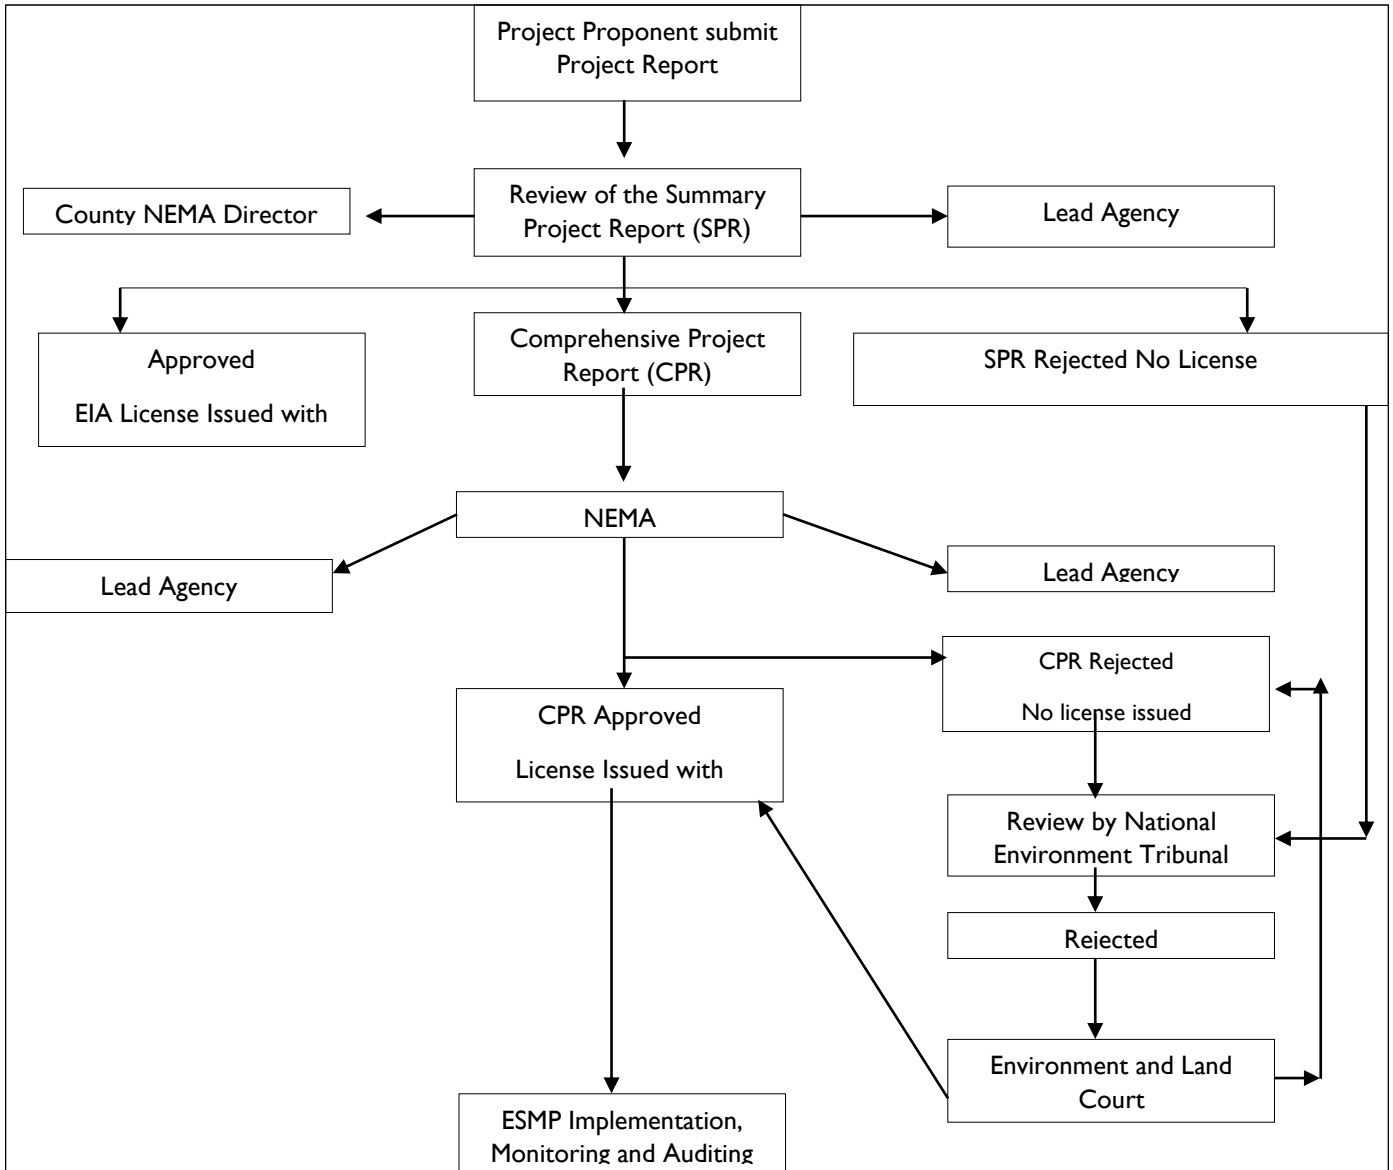 Project Proponent submit
Project Report
Review of the Summary
Project Report (SPR)
County NEMA Director
Lead Agency
Approved
EIA License Issued with
Comprehensive Project
Report (CPR)
SPR Rejected No License
NEMA
Lead Agency
Lead Agency
CPR Rejected
No license issued
CPR Approved
License Issued with
Review by National
Environment Tribunal
Rejected
Environment and Land
Court
ESMP Implementation,
Monitoring and Auditing